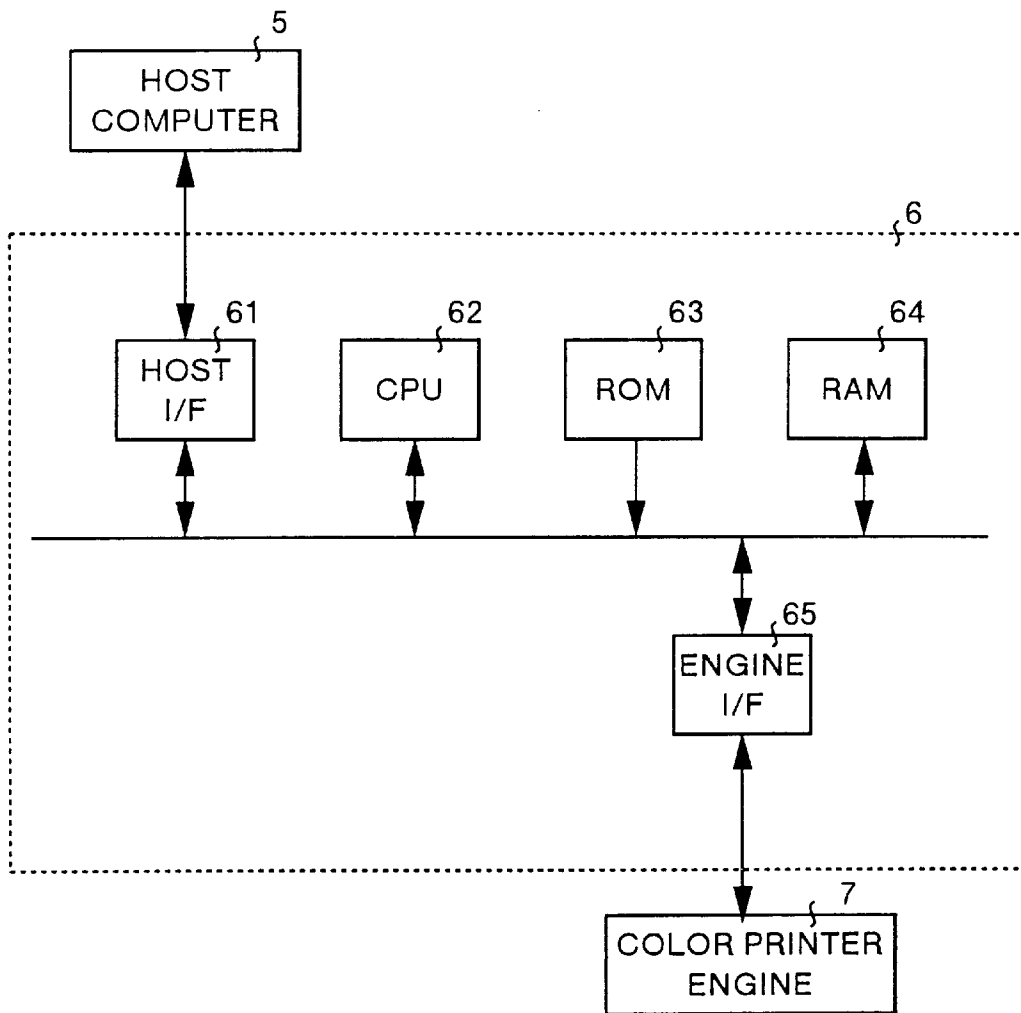 5
HOST
COMPUTER
6
61
62
63
64
HOST
I/F
CPU
ROM
RAM
65
ENGINE
I/F
7
COLOR PRINTER
ENGINE